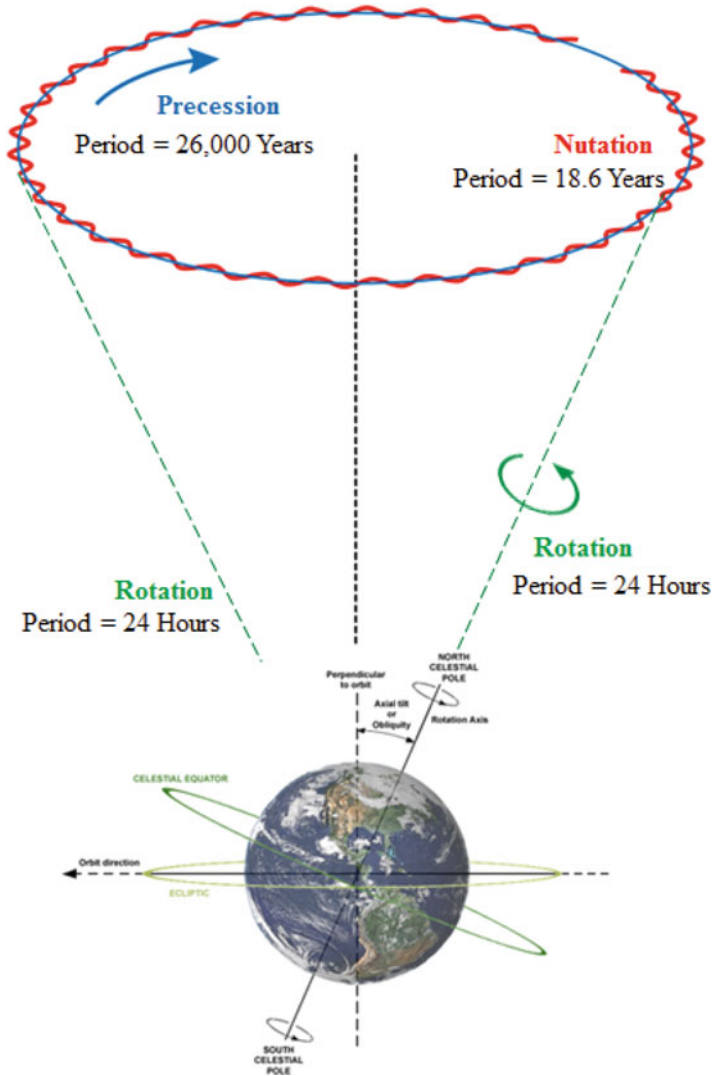 Precession
Period = 26,000 Years
Nutation
Period = 18.6 Years
Rotation
Period = 24 Hours
Rotation
Period = 24 Hours
NORTH
CELESTIAL
POLE
Perpendicular
to orbit
Axial tilt
or
Obliquity
Rotation Axis
CELESTIAL EQUATOR
Orbit direction
ECLIPTIC
SOUTH
CELESTIAL
POLE